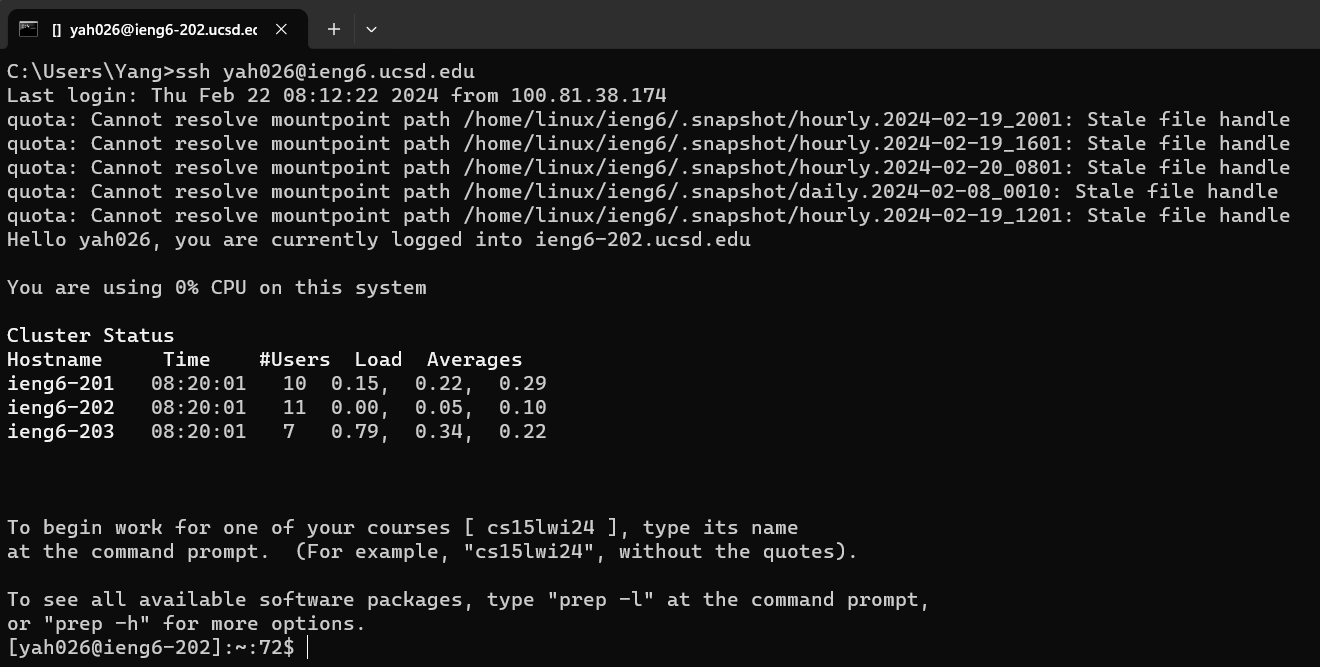 [] yah026@ieng6-202.ucsd.ec
C:\Users\Yang>ssh yah026@ieng6.ucsd.edu
Last login: Thu Feb 22 08:12:22 2024 from 100.81.38.174
quota: Cannot resolve mountpoint path /home/linux/ieng6/.snapshot/hourly.2024-02-19_2001: Stale file handle
quota: Cannot resolve mountpoint path /home/linux/ieng6/.snapshot/hourly.2024-02-19_1601: Stale file handle
quota: Cannot resolve mountpoint path /home/linux/ieng6/.snapshot/hourly.2024-02-20_0801: Stale file handle
quota: Cannot resolve mountpoint path /home/linux/ieng6/.snapshot/daily.2024-02-08_0010: Stale file handle
quota: Cannot resolve mountpoint path /home/linux/ieng6/.snapshot/hourly.2024-02-19_1201: Stale file handle
Hello yah026, you are currently logged into ieng6-202.ucsd.edu
You are using 0% CPU on this system
Cluster Status
Hostname     Time    #Users  Load  Averages
ieng6-201   08:20:01   10  0.15,  0.22,  0.29
ieng6-202   08:20:01   11  0.00,  0.05,  0.10
ieng6-203   08:20:01   7   0.79,  0.34,  0.22
To begin work for one of your courses [ cs15lwi24 ], type its name
at the command prompt.  (For example, "cs15lwi24", without the quotes).
To see all available software packages, type "prep -l" at the command prompt,
or "prep -h" for more options.
[yah026@ieng6-202]:~:72$